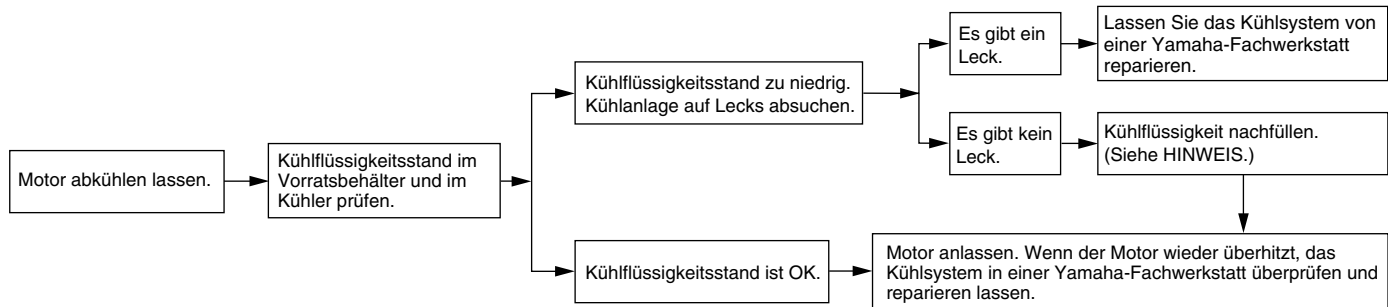 Motor abkühlen lassen.
Kühlflüssigkeitsstand im
Vorratsbehälter und im
Kühler prüfen.
Kühlflüssigkeitsstand zu niedrig.
Kühlanlage auf Lecks absuchen.
Es gibt ein
Leck.
Lassen Sie das Kühlsystem von
einer Yamaha-Fachwerkstatt
reparieren.
Es gibt kein
Leck.
Kühlflüssigkeit nachfüllen.
(Siehe HINWEIS.)
Kühlflüssigkeitsstand ist OK.
Motor anlassen. Wenn der Motor wieder überhitzt, das
Kühlsystem in einer Yamaha-Fachwerkstatt überprüfen und
reparieren lassen.